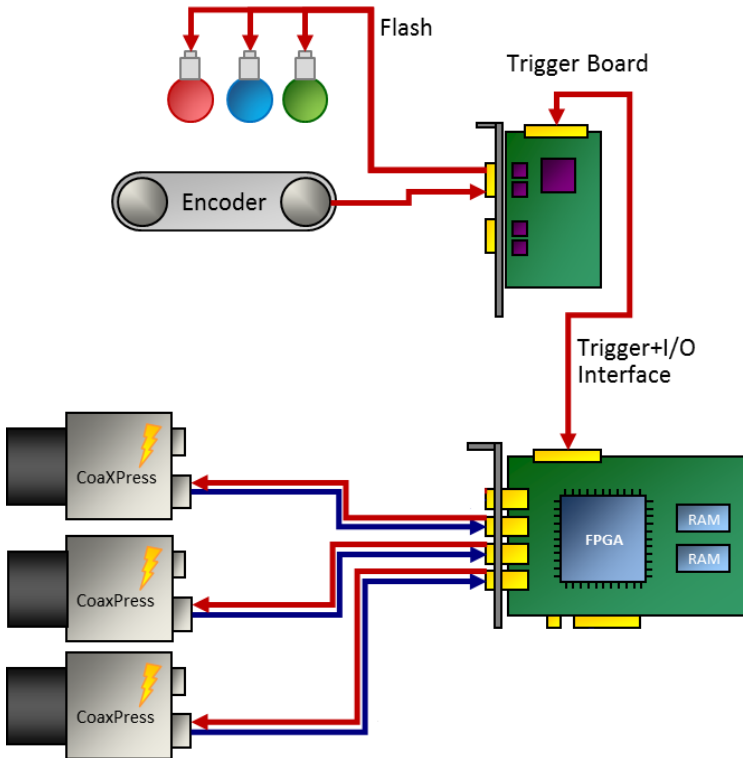 Flash
Trigger Board
Encoder
Trigger+I/O
Interface
CoaXPress
RAM
FPGA
RAM
CoaxPress
CoaxPress